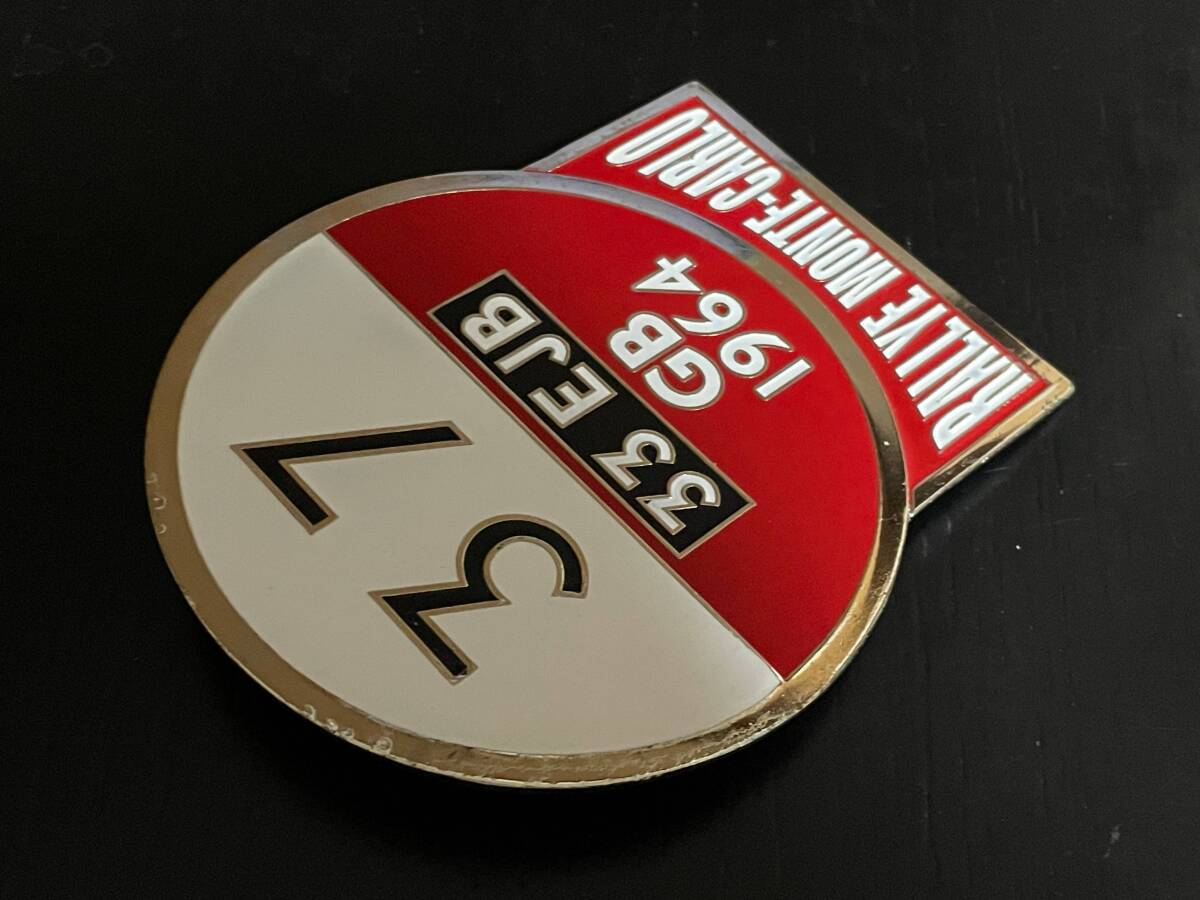 37
33 EJB
GB
1964
RALLYE MONTE-CARLO